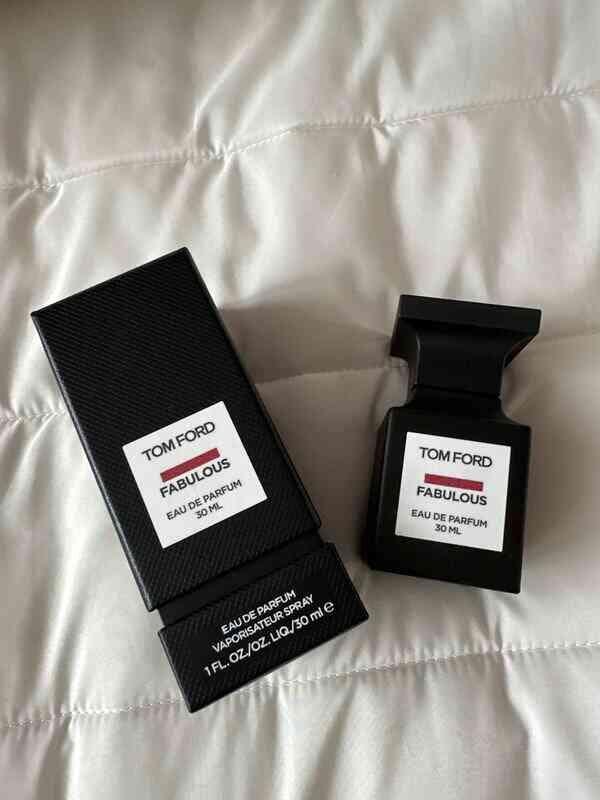 TOM FORD
FABULOUS
EAU DE PARFUM
30 ML
EAU DE PARFUM
VAPORISATEUR SPRAY
1 FL. OZ./OZ. LIQ./30 ml ℮
TOM FORD
FABULOUS
EAU DE PARFUM
30 ML